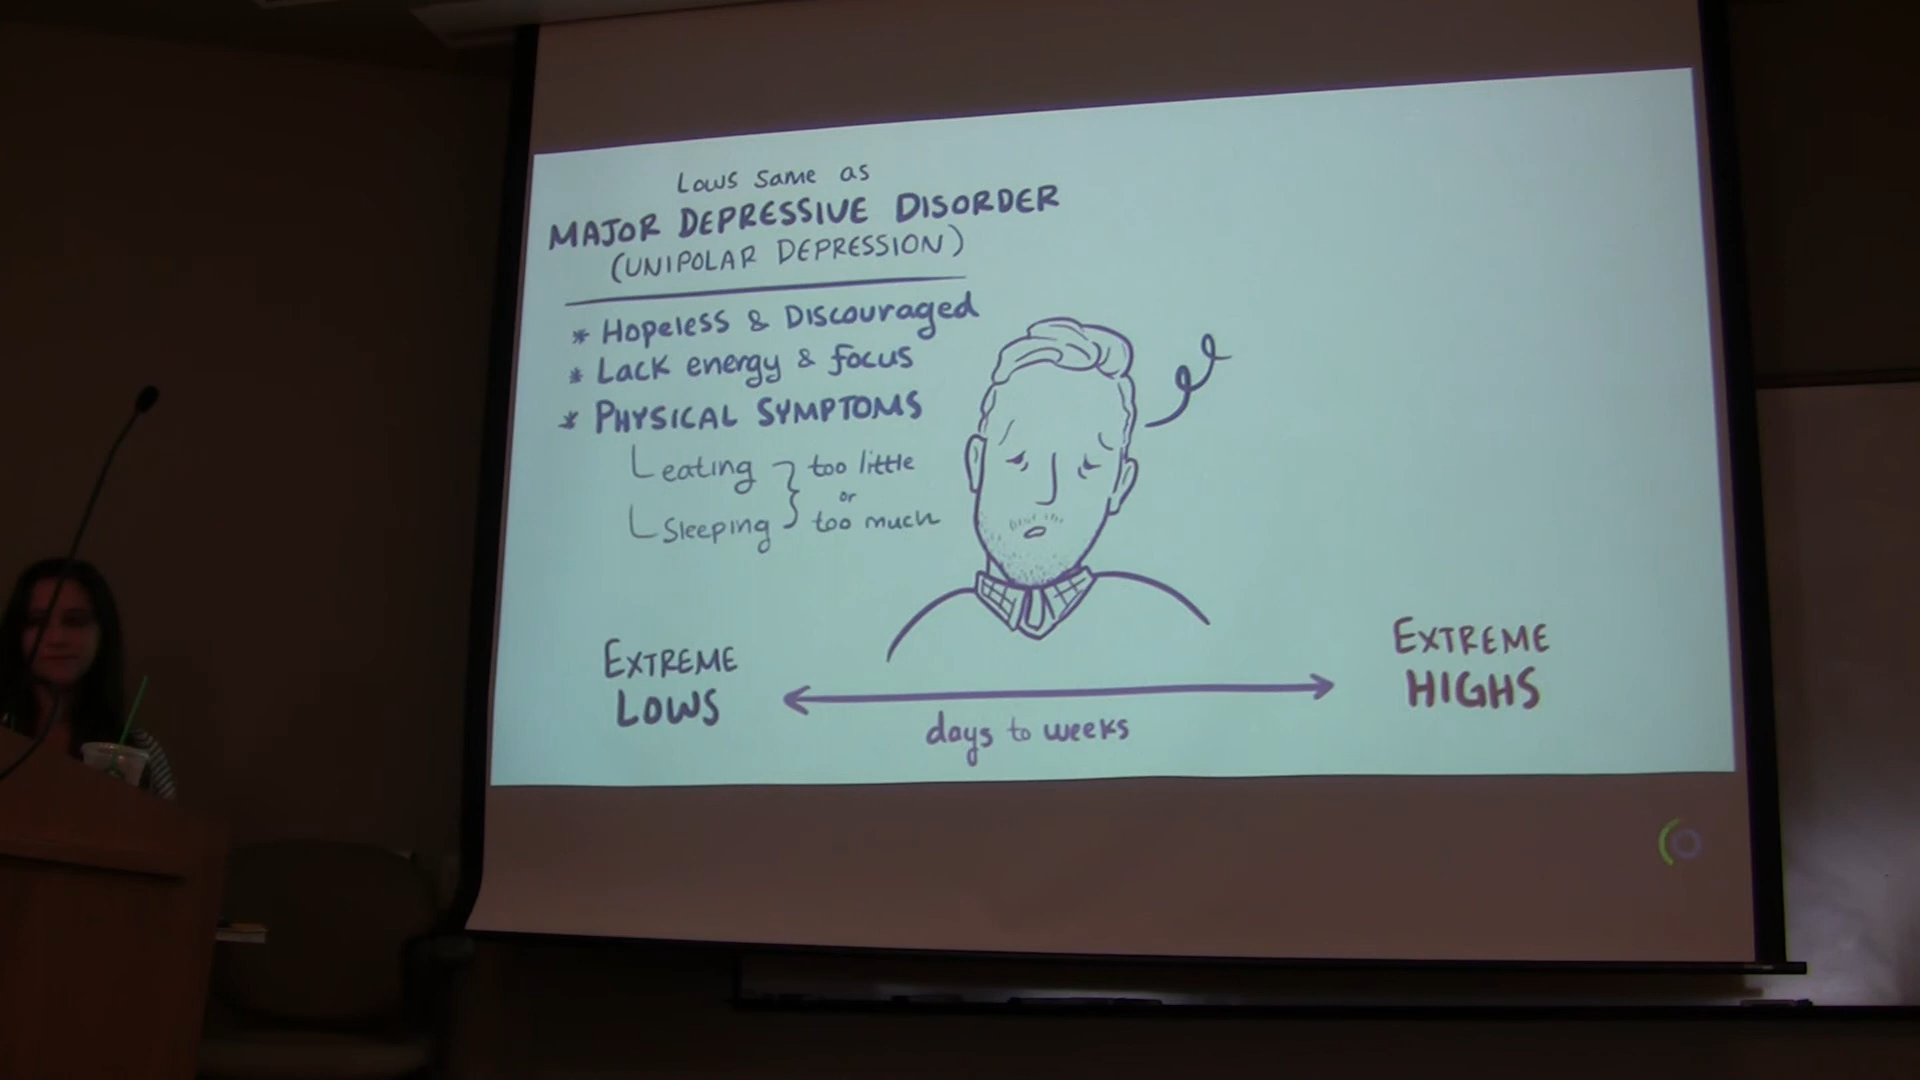 Lows same as
MAJOR DEPRESSIVE DISORDER
(UNIPOLAR DEPRESSION)
* Hopeless & Discouraged
* Lack energy & focus
* PHYSICAL SYMPTOMS
eating } too little
or
sleeping } too much
EXTREME
LOWS
EXTREME
HIGHS
days to weeks